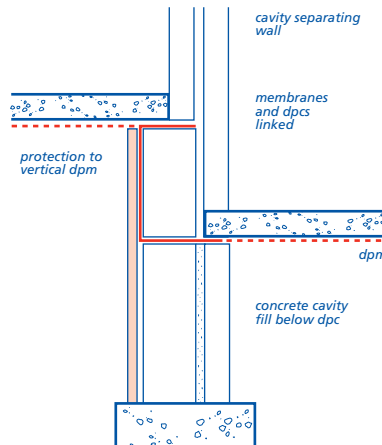 cavity separating
wall
membranes
and dpcs
linked
protection to
vertical dpm
dpm
concrete cavity
fill below dpc